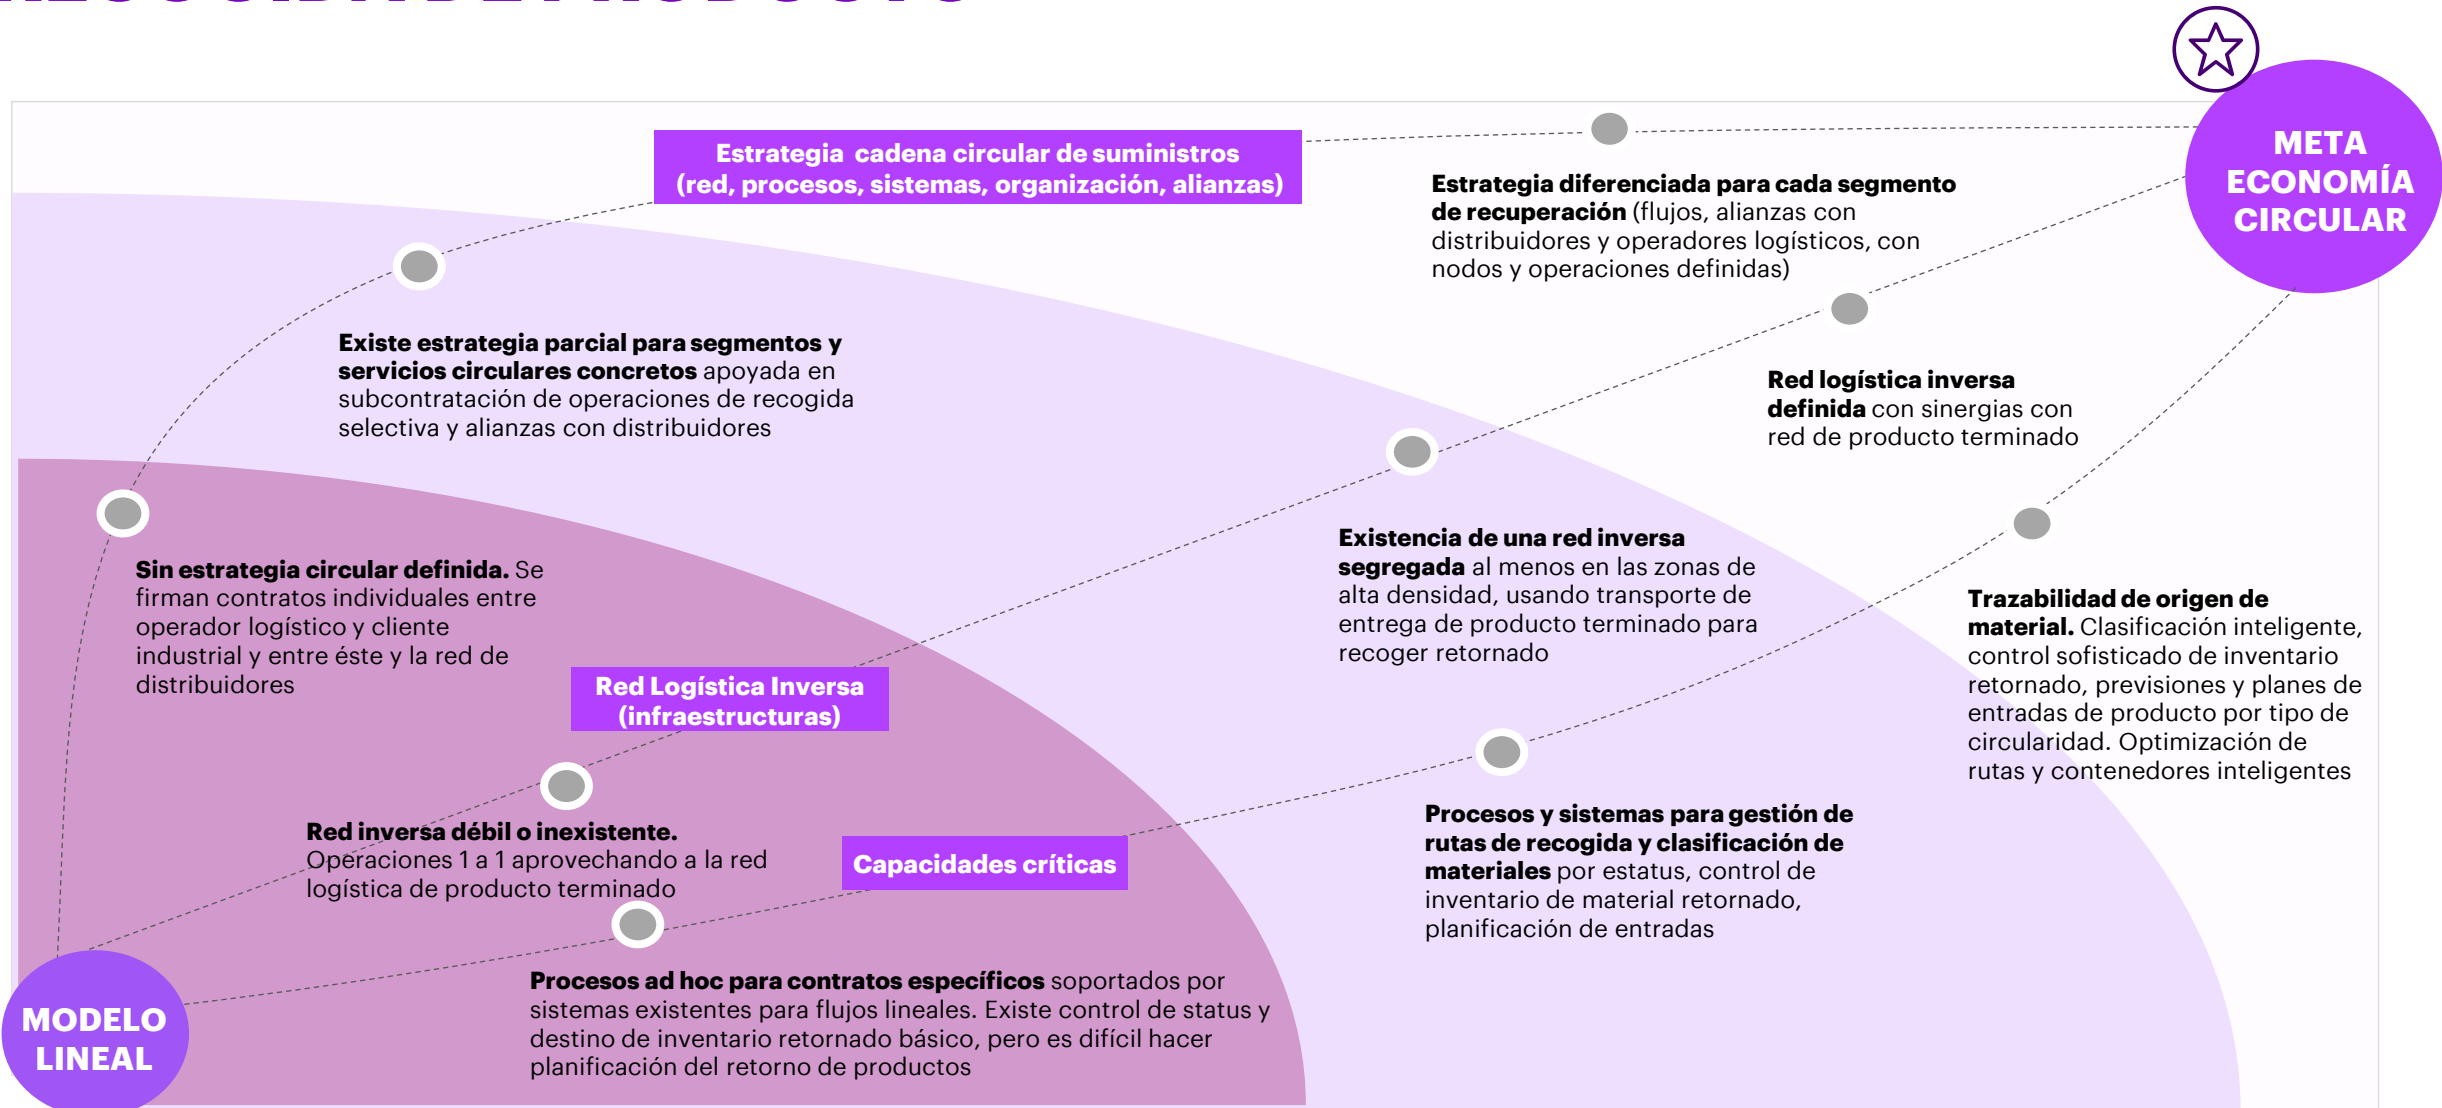 META
ECONOMÍA
CIRCULAR
Estrategia cadena circular de suministros
(red, procesos, sistemas, organización, alianzas)
Estrategia diferenciada para cada segmento
de recuperación (flujos, alianzas con
distribuidores y operadores logísticos, con
nodos y operaciones definidas)
Existe estrategia parcial para segmentos y
servicios circulares concretos apoyada en
subcontratación de operaciones de recogida
selectiva y alianzas con distribuidores
Red logística inversa
definida con sinergias con
red de producto terminado
Sin estrategia circular definida. Se
firman contratos individuales entre
operador logístico y cliente
industrial y entre éste y la red de
distribuidores
Existencia de una red inversa
segregada al menos en las zonas de
alta densidad, usando transporte de
entrega de producto terminado para
recoger retornado
Trazabilidad de origen de
material. Clasificación inteligente,
control sofisticado de inventario
retornado, previsiones y planes de
entradas de producto por tipo de
circularidad. Optimización de
rutas y contenedores inteligentes
Red Logística Inversa
(infraestructuras)
Red inversa débil o inexistente.
Operaciones 1 a 1 aprovechando a la red
logística de producto terminado
Capacidades críticas
Procesos y sistemas para gestión de
rutas de recogida y clasificación de
materiales por estatus, control de
inventario de material retornado,
planificación de entradas
Procesos ad hoc para contratos específicos soportados por
sistemas existentes para flujos lineales. Existe control de status y
destino de inventario retornado básico, pero es difícil hacer
planificación del retorno de productos
MODELO
LINEAL